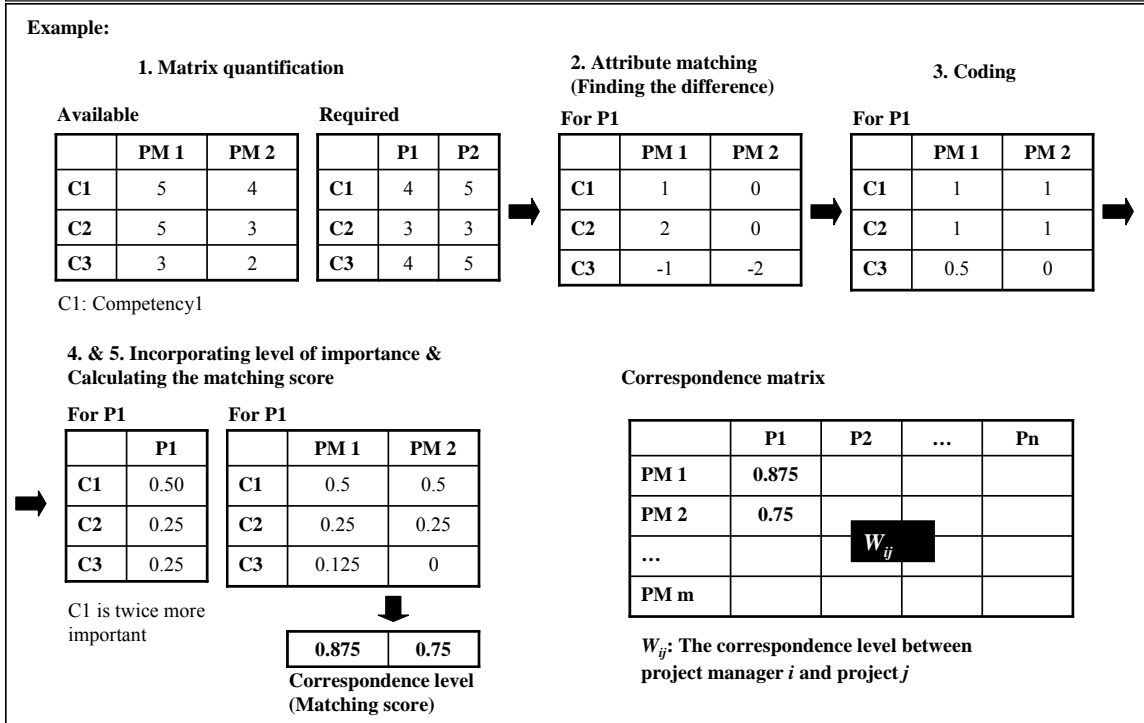 Example:
1. Matrix quantification
Available
PM 1 PM 2
C1 5 4
C2 5 3
C3 3 2
C1: Competency1
Required
P1 P2
C1 4 5
C2 3 3
C3 4 5
2. Attribute matching
(Finding the difference)
For P1
PM 1 PM 2
C1 1 0
C2 2 0
C3 -1 -2
3. Coding
For P1
PM 1 PM 2
C1 1 1
C2 1 1
C3 0.5 0
4. & 5. Incorporating level of importance &
Calculating the matching score
For P1
P1
C1 0.50
C2 0.25
C3 0.25
C1 is twice more
important
For P1
PM 1 PM 2
C1 0.5 0.5
C2 0.25 0.25
C3 0.125 0
0.875 0.75
Correspondence level
(Matching score)
Correspondence matrix
P1 P2 … Pn
PM 1 0.875
PM 2 0.75
…
PM m
Wij
Wij: The correspondence level between
project manager i and project j